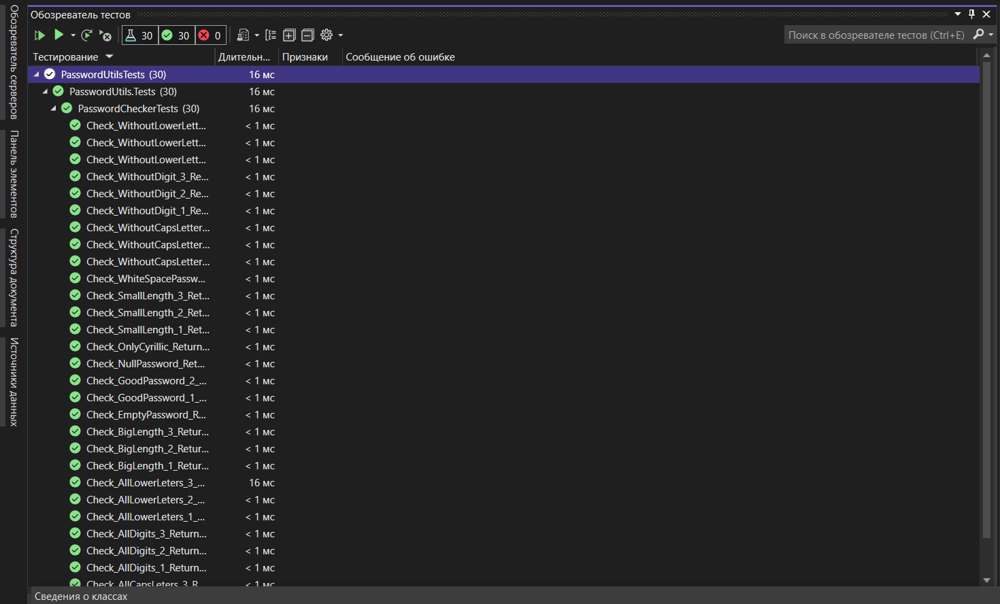 Обозреватель серверов
Панель элементов
Структура документа
Источники данных
Обозреватель тестов
30 30 0
Поиск в обозревателе тестов (Ctrl+E)
Тестирование Длительн... Признаки Сообщение об ошибке
PasswordUtilsTests (30) 16 мс
PasswordUtils.Tests (30) 16 мс
PasswordCheckerTests (30) 16 мс
Check_WithoutLowerLett... < 1 мс
Check_WithoutLowerLett... < 1 мс
Check_WithoutLowerLett... < 1 мс
Check_WithoutDigit_3_Re... < 1 мс
Check_WithoutDigit_2_Re... < 1 мс
Check_WithoutDigit_1_Re... < 1 мс
Check_WithoutCapsLetter... < 1 мс
Check_WithoutCapsLetter... < 1 мс
Check_WithoutCapsLetter... < 1 мс
Check_WhiteSpacePassw... < 1 мс
Check_SmallLength_3_Ret... < 1 мс
Check_SmallLength_2_Ret... < 1 мс
Check_SmallLength_1_Ret... < 1 мс
Check_OnlyCyrillic_Return... < 1 мс
Check_NullPassword_Ret... < 1 мс
Check_GoodPassword_2_... < 1 мс
Check_GoodPassword_1_... < 1 мс
Check_EmptyPassword_R... < 1 мс
Check_BigLength_3_Retur... < 1 мс
Check_BigLength_2_Retur... < 1 мс
Check_BigLength_1_Retur... < 1 мс
Check_AllLowerLeters_3_... 16 мс
Check_AllLowerLeters_2_... < 1 мс
Check_AllLowerLeters_1_... < 1 мс
Check_AllDigits_3_Return... < 1 мс
Check_AllDigits_2_Return... < 1 мс
Check_AllDigits_1_Return... < 1 мс
Check_AllCapsLeters_3_R... < 1 мс
Сведения о классах